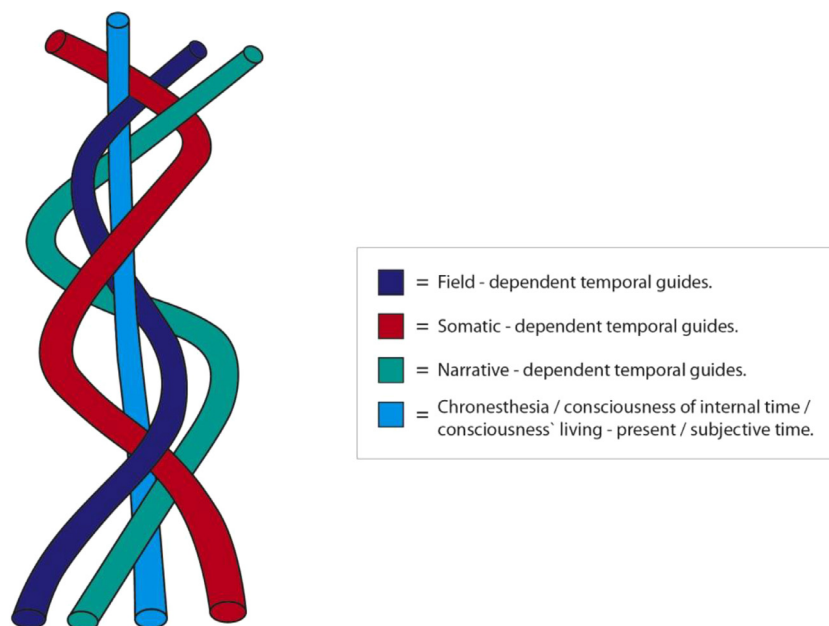 = Field - dependent temporal guides.
= Somatic - dependent temporal guides.
= Narrative - dependent temporal guides.
= Chronesthesia / consciousness of internal time /
consciousness` living - present / subjective time.